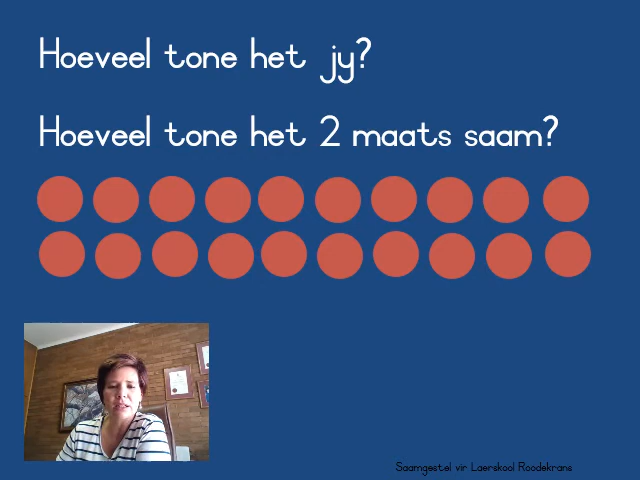 Hoeveel tone het jy?
Hoeveel tone het 2 maats saam?
Saamgestel vir Laerskool Roodekrans